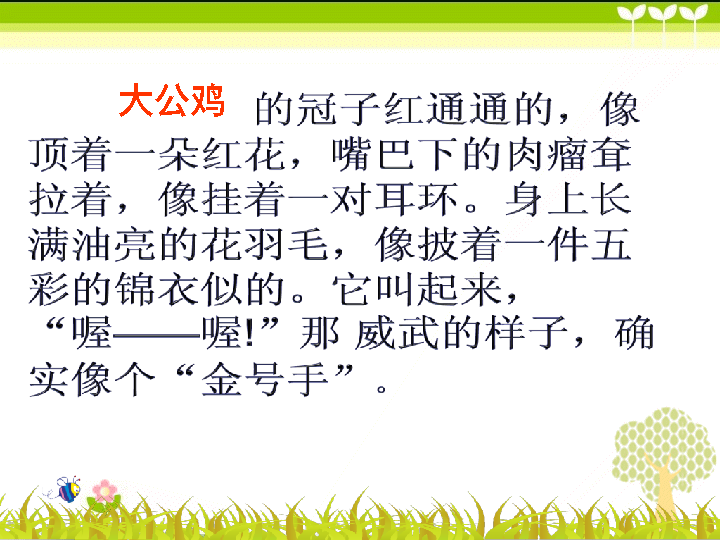 大公鸡 的冠子红通通的，像
顶着一朵红花，嘴巴下的肉瘤耷
拉着，像挂着一对耳环。身上长
满油亮的花羽毛，像披着一件五
彩的锦衣似的。它叫起来，
“喔——喔!”那 威武的样子，确
实像个“金号手”。